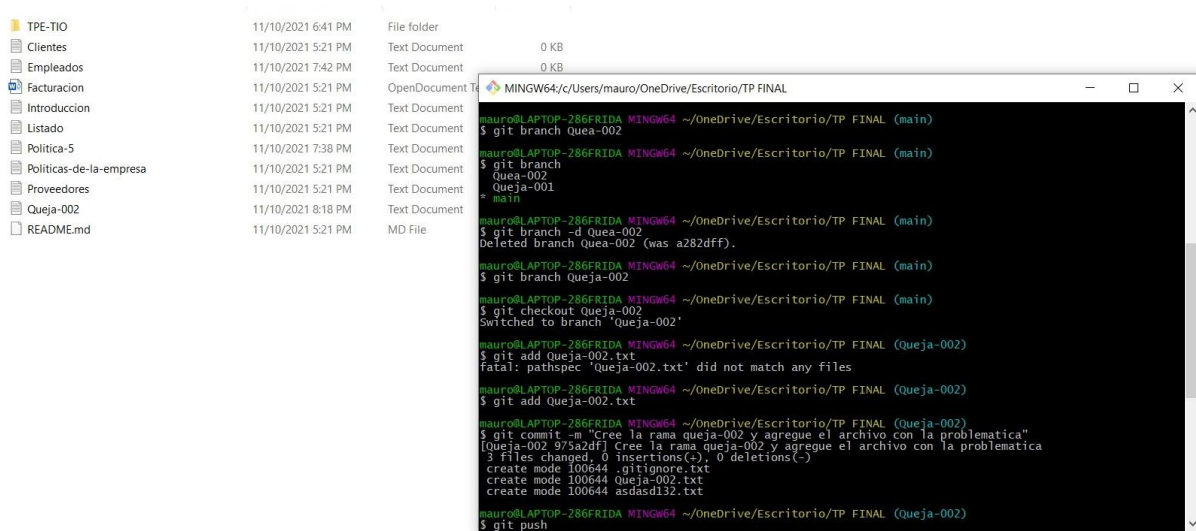 TPE-TIO 11/10/2021 6:41 PM File folder
Clientes 11/10/2021 5:21 PM Text Document 0 KB
Empleados 11/10/2021 7:42 PM Text Document 0 KB
Facturacion 11/10/2021 5:21 PM OpenDocument Te
Introduccion 11/10/2021 5:21 PM Text Document
Listado 11/10/2021 5:21 PM Text Document
Politica-5 11/10/2021 7:38 PM Text Document
Politicas-de-la-empresa 11/10/2021 5:21 PM Text Document
Proveedores 11/10/2021 5:21 PM Text Document
Queja-002 11/10/2021 8:18 PM Text Document
README.md 11/10/2021 5:21 PM MD File
MINGW64:/c/Users/mauro/OneDrive/Escritorio/TP FINAL
mauro@LAPTOP-286FRIDA MINGW64 ~/OneDrive/Escritorio/TP FINAL (main)
$ git branch Quea-002
mauro@LAPTOP-286FRIDA MINGW64 ~/OneDrive/Escritorio/TP FINAL (main)
$ git branch
Quea-002
Queja-001
* main
mauro@LAPTOP-286FRIDA MINGW64 ~/OneDrive/Escritorio/TP FINAL (main)
$ git branch -d Quea-002
Deleted branch Quea-002 (was a282dff).
mauro@LAPTOP-286FRIDA MINGW64 ~/OneDrive/Escritorio/TP FINAL (main)
$ git branch Queja-002
mauro@LAPTOP-286FRIDA MINGW64 ~/OneDrive/Escritorio/TP FINAL (main)
$ git checkout Queja-002
Switched to branch 'Queja-002'
mauro@LAPTOP-286FRIDA MINGW64 ~/OneDrive/Escritorio/TP FINAL (Queja-002)
$ git add Queja-002.txt
fatal: pathspec 'Queja-002.txt' did not match any files
mauro@LAPTOP-286FRIDA MINGW64 ~/OneDrive/Escritorio/TP FINAL (Queja-002)
$ git add Queja-002.txt
mauro@LAPTOP-286FRIDA MINGW64 ~/OneDrive/Escritorio/TP FINAL (Queja-002)
$ git commit -m "Cree la rama queja-002 y agregue el archivo con la problematica"
[Queja-002 975a2df] Cree la rama queja-002 y agregue el archivo con la problematica
3 files changed, 0 insertions(+), 0 deletions(-)
create mode 100644 .gitignore.txt
create mode 100644 Queja-002.txt
create mode 100644 asdasd132.txt
mauro@LAPTOP-286FRIDA MINGW64 ~/OneDrive/Escritorio/TP FINAL (Queja-002)
$ git push